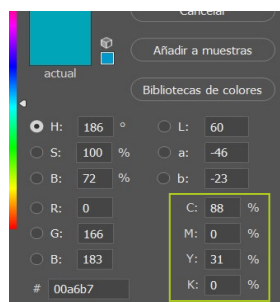 Cancelar
Añadir a muestras
actual
Bibliotecas de colores
H: 186 ° L: 60
S: 100 % a: -46
B: 72 % b: -23
R: 0 C: 88 %
G: 166 M: 0 %
B: 183 Y: 31 %
# 00a6b7 K: 0 %